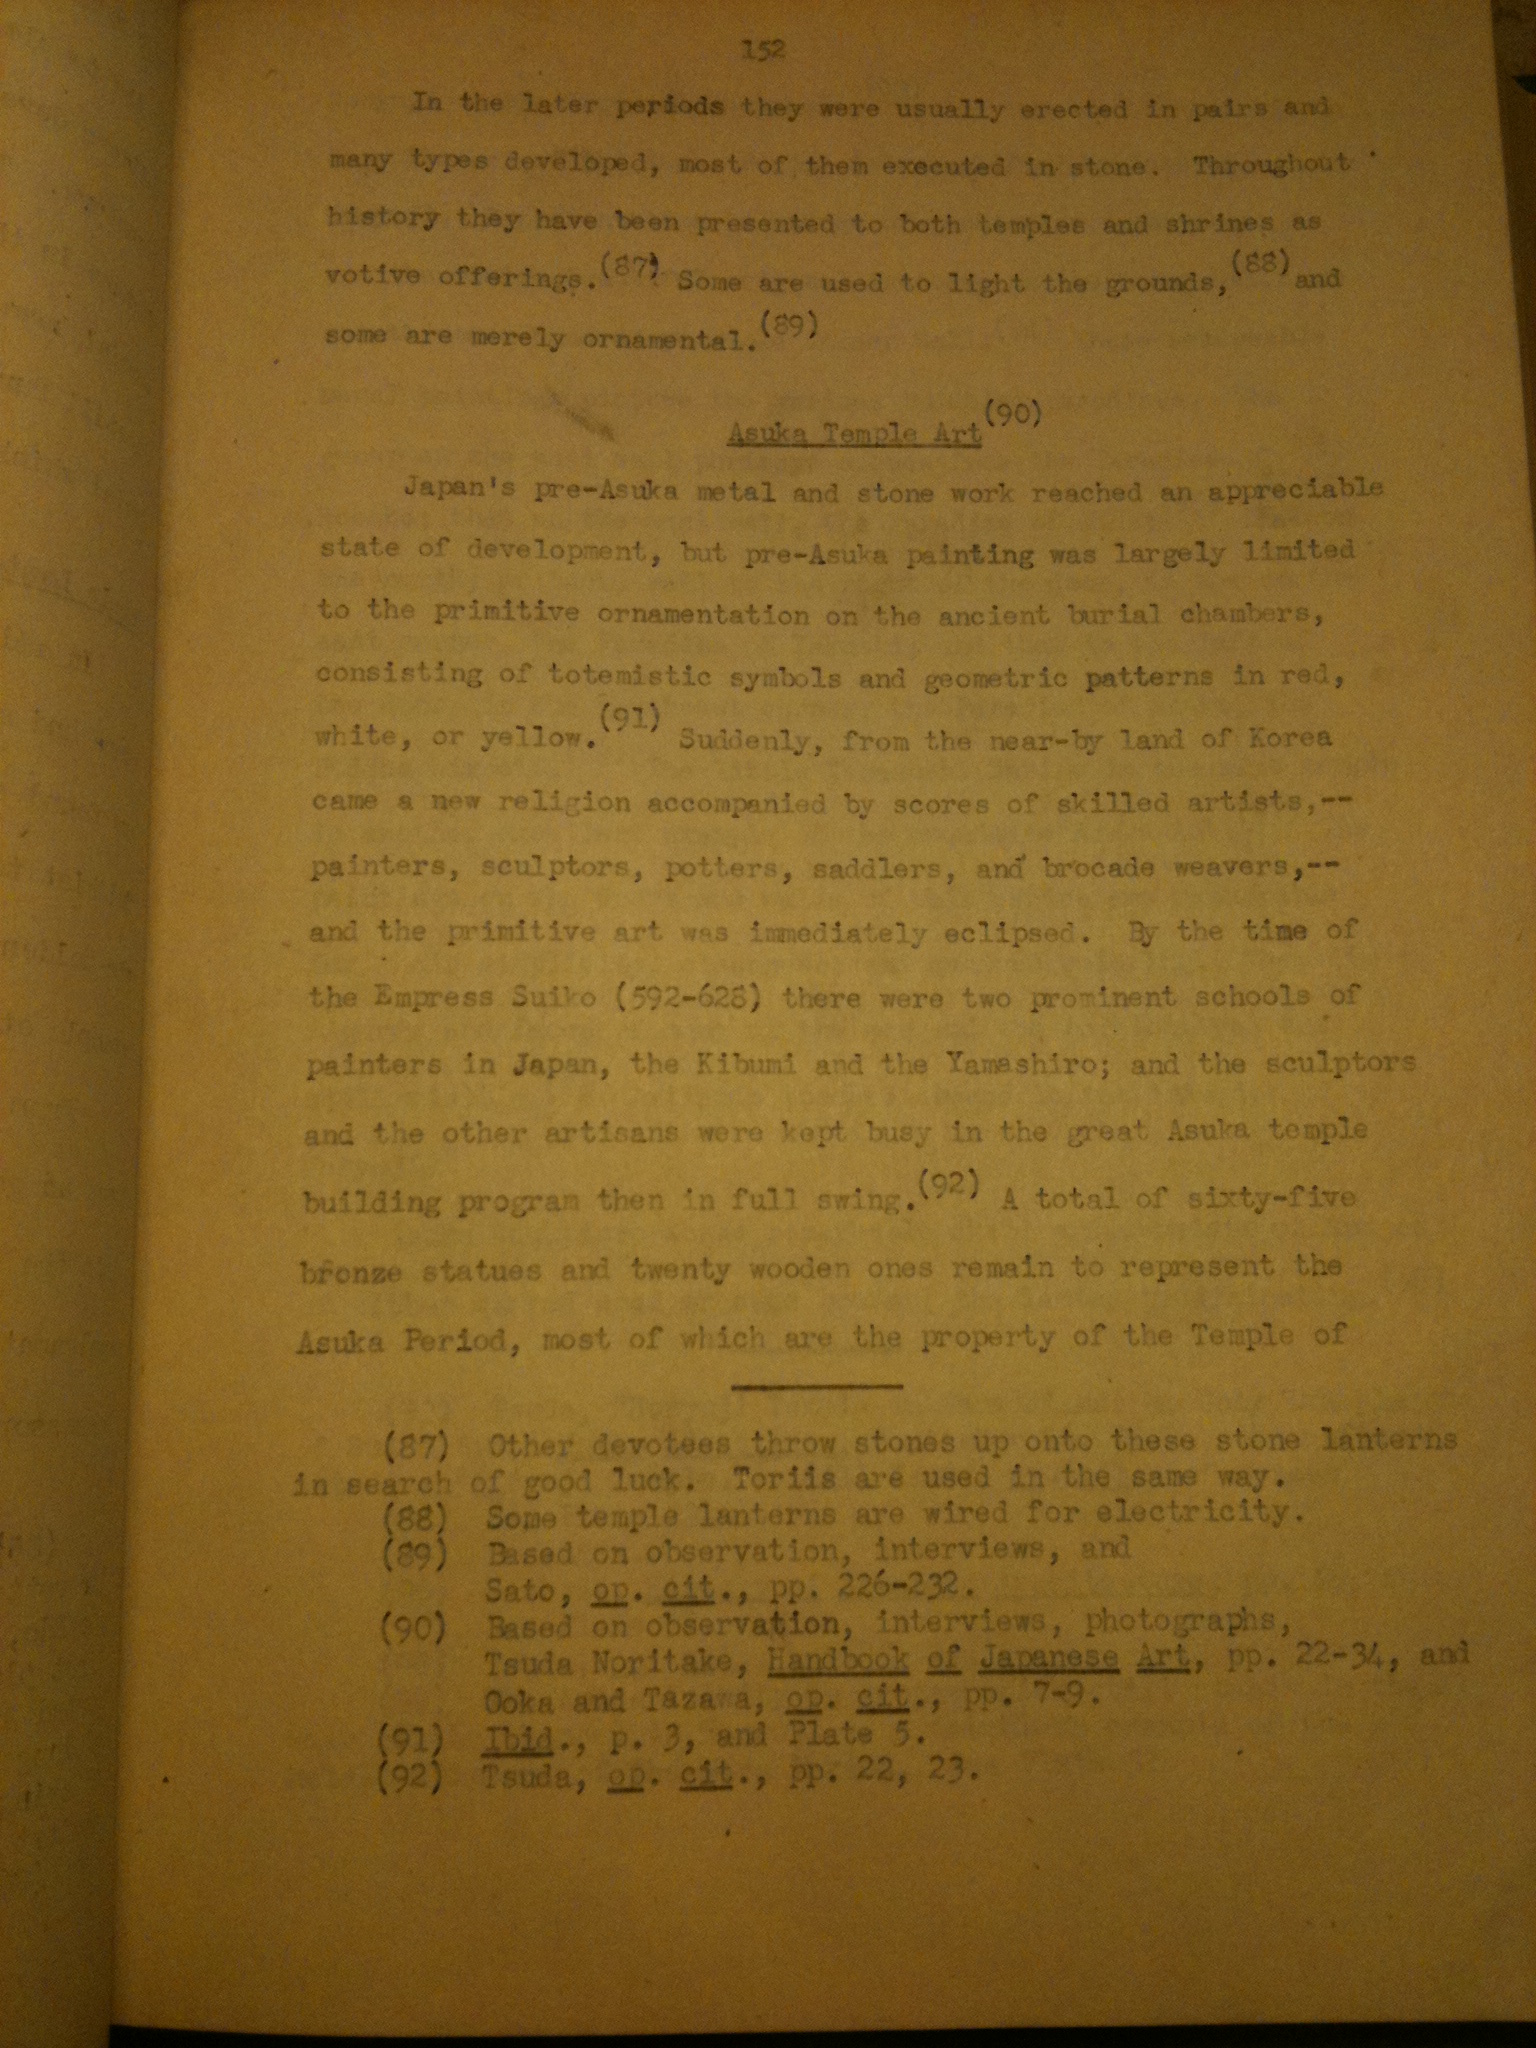 152
In the later periods they were usually erected in pairs and
many types developed, most of them executed in stone. Throughout
history they have been presented to both temples and shrines as
votive offerings.(87) Some are used to light the grounds,(88) and
some are merely ornamental.(89)
Asuka Temple Art(90)
Japan's pre-Asuka metal and stone work reached an appreciable
state of development, but pre-Asuka painting was largely limited
to the primitive ornamentation on the ancient burial chambers,
consisting of totemistic symbols and geometric patterns in red,
white, or yellow.(91) Suddenly, from the near-by land of Korea
came a new religion accompanied by scores of skilled artists,--
painters, sculptors, potters, saddlers, and brocade weavers,--
and the primitive art was immediately eclipsed. By the time of
the Empress Suiko (592-628) there were two prominent schools of
painters in Japan, the Kibumi and the Yamashiro; and the sculptors
and the other artisans were kept busy in the great Asuka temple
building program then in full swing.(92) A total of sixty-five
bronze statues and twenty wooden ones remain to represent the
Asuka Period, most of which are the property of the Temple of
(87) Other devotees throw stones up onto these stone lanterns
in search of good luck. Toriis are used in the same way.
(88) Some temple lanterns are wired for electricity.
(89) Based on observation, interviews, and
Sato, op. cit., pp. 226-232.
(90) Based on observation, interviews, photographs,
Tsuda Noritake, Handbook of Japanese Art, pp. 22-34, and
Ooka and Tazawa, op. cit., pp. 7-9.
(91) Ibid., p. 3, and Plate 5.
(92) Tsuda, op. cit., pp. 22, 23.